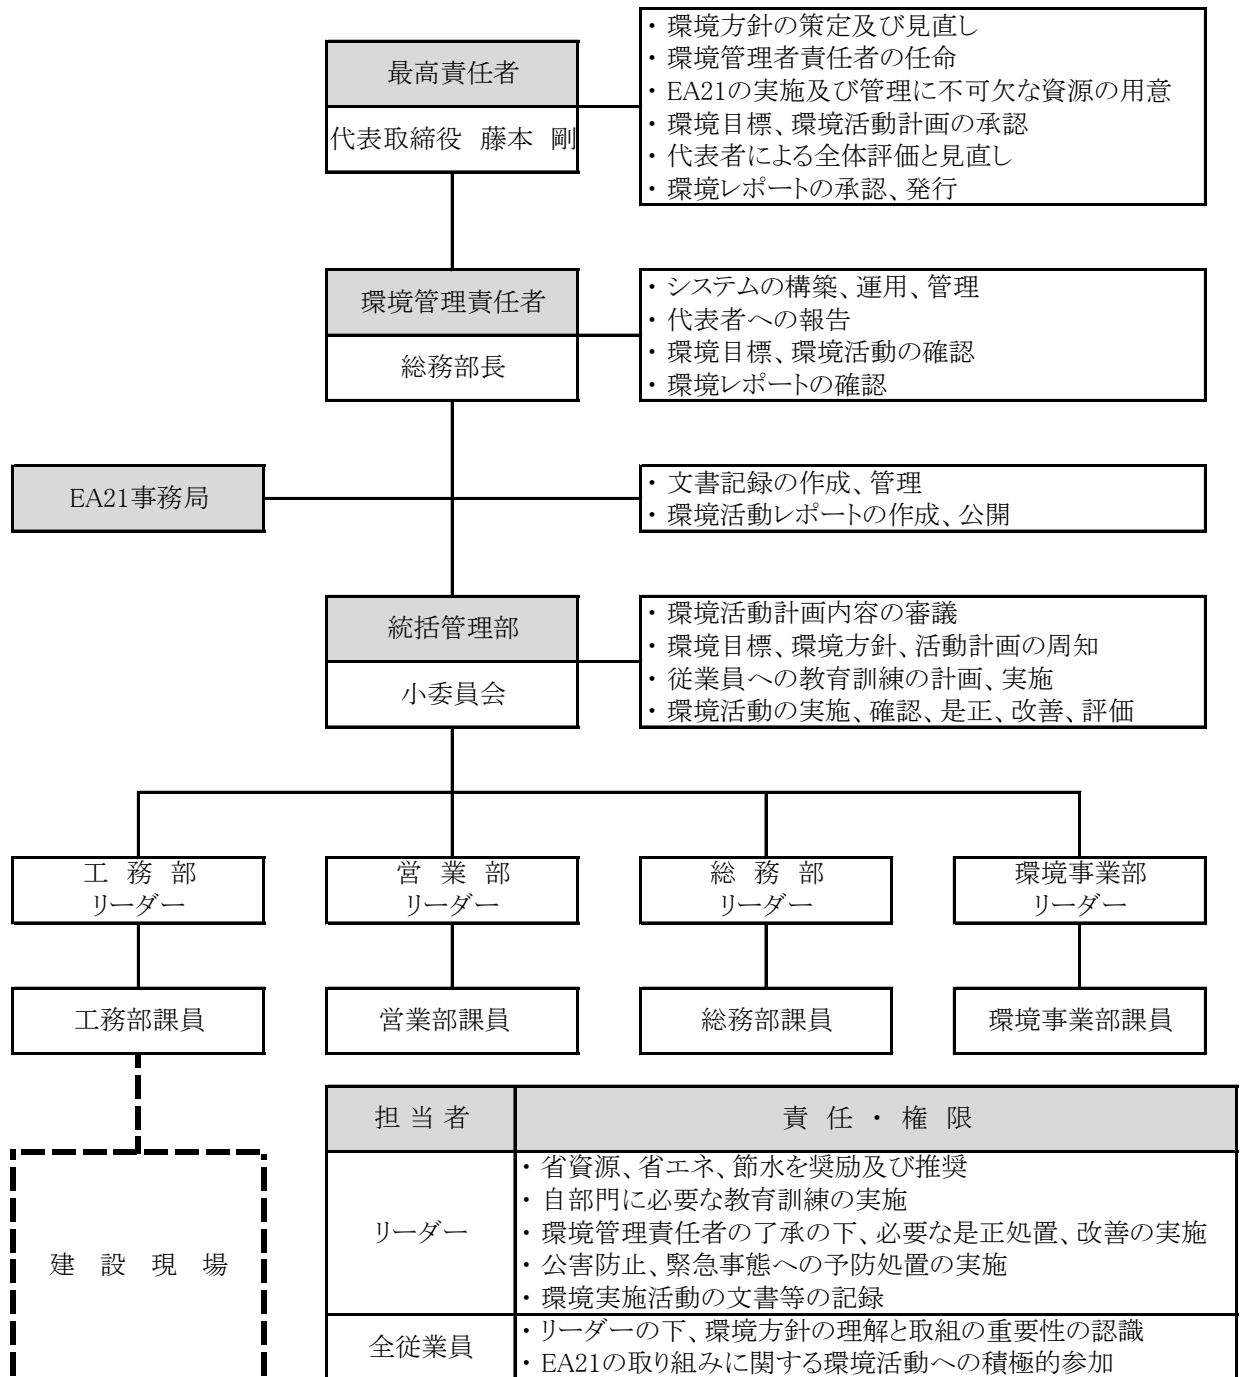 最高責任者
代表取締役　藤本　剛
・ 環境方針の策定及び見直し
・ 環境管理者責任者の任命
・ EA21の実施及び管理に不可欠な資源の用意
・ 環境目標、環境活動計画の承認
・ 代表者による全体評価と見直し
・ 環境レポートの承認、発行
環境管理責任者
総務部長
・ システムの構築、運用、管理
・ 代表者への報告
・ 環境目標、環境活動の確認
・ 環境レポートの確認
EA21事務局
・ 文書記録の作成、管理
・ 環境活動レポートの作成、公開
統括管理部
小委員会
・ 環境活動計画内容の審議
・ 環境目標、環境方針、活動計画の周知
・ 従業員への教育訓練の計画、実施
・ 環境活動の実施、確認、是正、改善、評価
工　務　部
リーダー
営　業　部
リーダー
総　務　部
リーダー
環境事業部
リーダー
工務部課員
営業部課員
総務部課員
環境事業部課員
建　設　現　場
担 当 者
責　任　・　権　限
リーダー
・ 省資源、省エネ、節水を奨励及び推奨
・ 自部門に必要な教育訓練の実施
・ 環境管理責任者の了承の下、必要な是正処置、改善の実施
・ 公害防止、緊急事態への予防処置の実施
・ 環境実施活動の文書等の記録
全従業員
・ リーダーの下、環境方針の理解と取組の重要性の認識
・ EA21の取り組みに関する環境活動への積極的参加